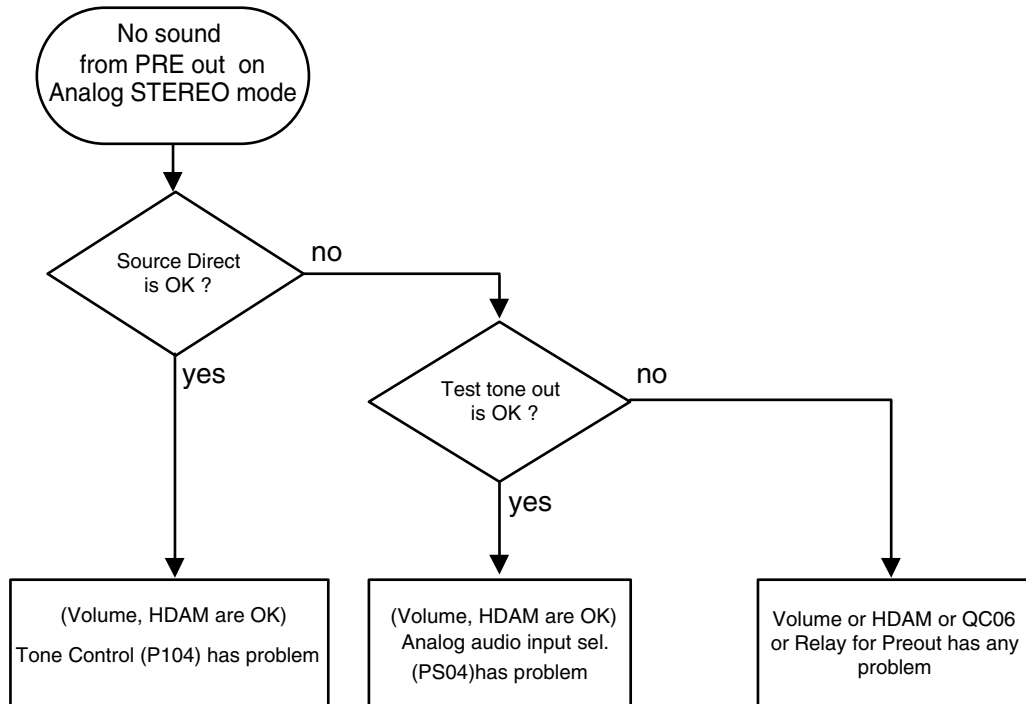 No sound
from PRE out on
Analog STEREO mode
Source Direct
is OK ?
no
yes
Test tone out
is OK ?
no
yes
(Volume, HDAM are OK)
Tone Control (P104) has problem
(Volume, HDAM are OK)
Analog audio input sel.
(PS04)has problem
Volume or HDAM or QC06
or Relay for Preout has any
problem